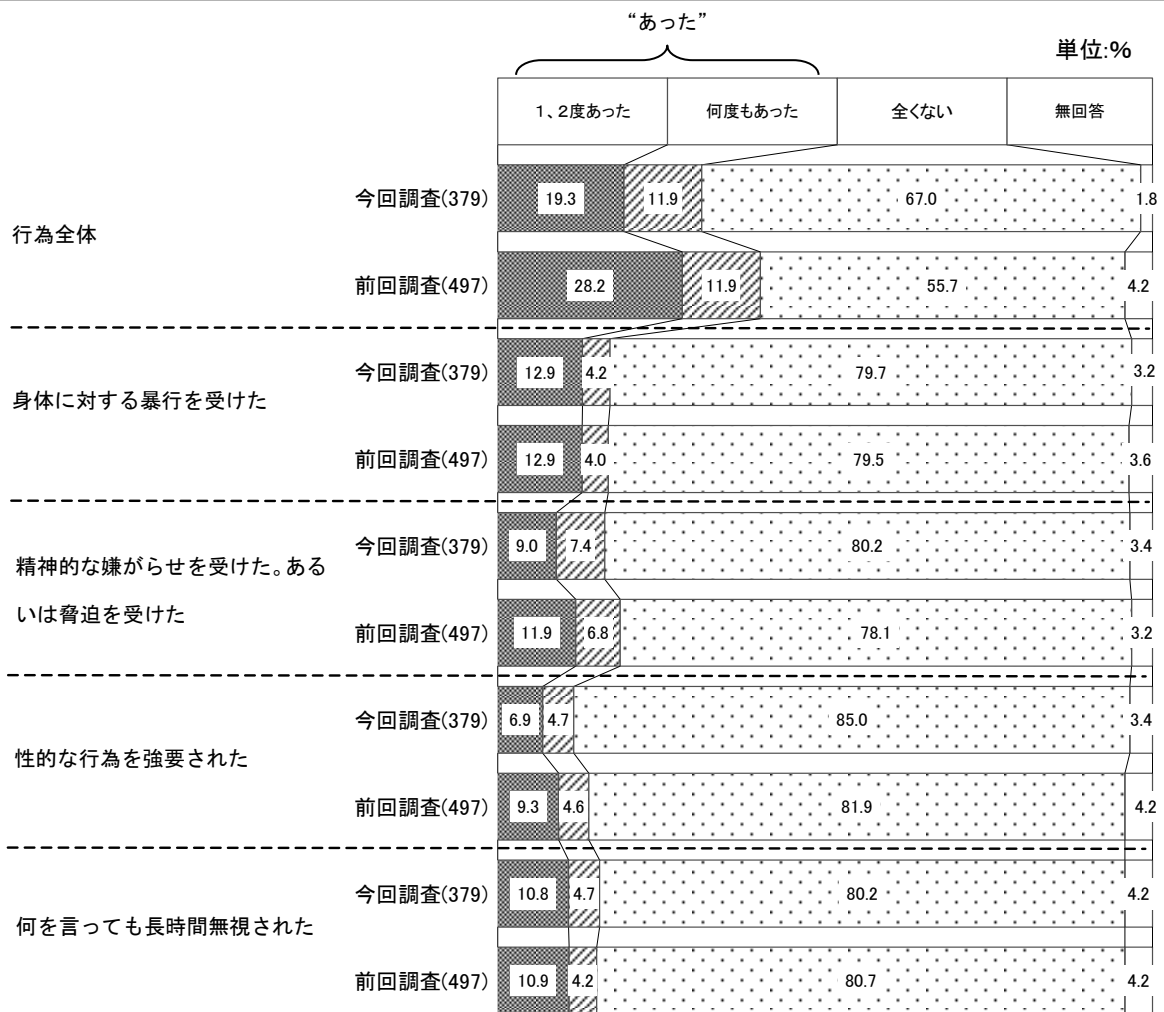 “あった”
単位:%
1、2度あった 何度もあった 全くない 無回答
今回調査(379) 19.3 11.9 67.0 1.8
行為全体
前回調査(497) 28.2 11.9 55.7 4.2
今回調査(379) 12.9 4.2 79.7 3.2
身体に対する暴行を受けた
前回調査(497) 12.9 4.0 79.5 3.6
今回調査(379) 9.0 7.4 80.2 3.4
精神的な嫌がらせを受けた。ある
いは脅迫を受けた
前回調査(497) 11.9 6.8 78.1 3.2
今回調査(379) 6.9 4.7 85.0 3.4
性的な行為を強要された
前回調査(497) 9.3 4.6 81.9 4.2
今回調査(379) 10.8 4.7 80.2 4.2
何を言っても長時間無視された
前回調査(497) 10.9 4.2 80.7 4.2